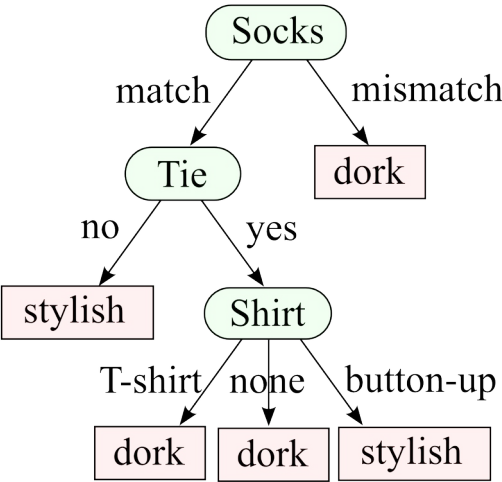 Socks
match
mismatch
Tie
dork
no
yes
stylish
Shirt
T-shirt
none
button-up
dork
dork
stylish